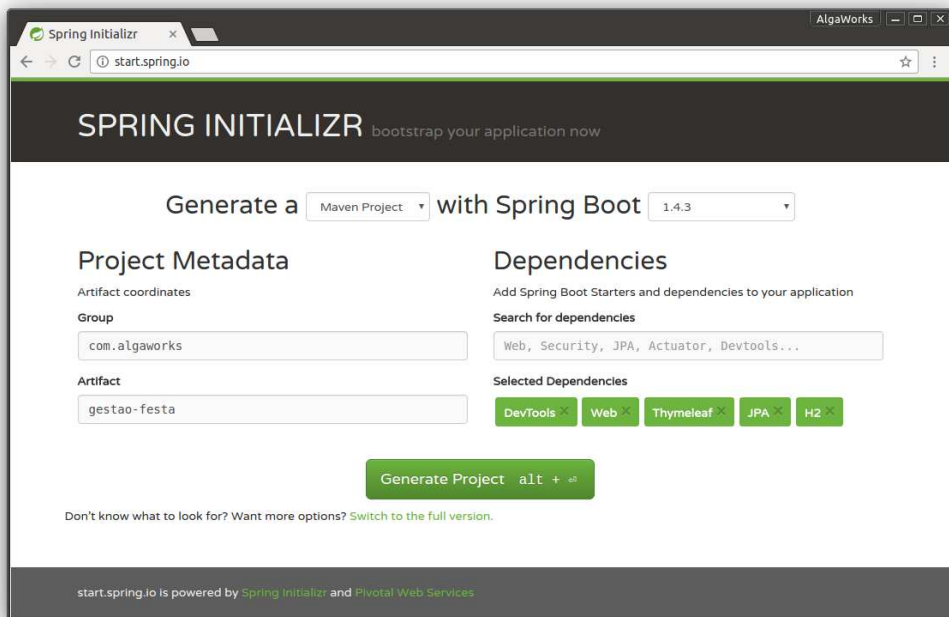 AlgaWorks
Spring Initializr
start.spring.io
SPRING INITIALIZR bootstrap your application now
Generate a Maven Project with Spring Boot 1.4.3
Project Metadata
Artifact coordinates
Group
com.algaworks
Artifact
gestao-festa
Dependencies
Add Spring Boot Starters and dependencies to your application
Search for dependencies
Web, Security, JPA, Actuator, Devtools...
Selected Dependencies
DevTools × Web × Thymeleaf × JPA × H2 ×
Generate Project alt + ⏎
Don't know what to look for? Want more options? Switch to the full version.
start.spring.io is powered by Spring Initializr and Pivotal Web Services